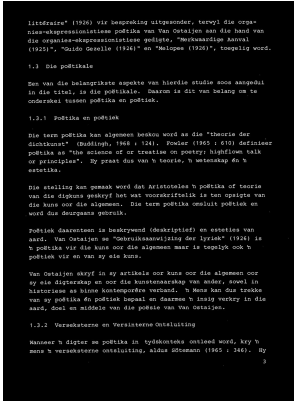 littêraire" (1926) vir bespreking uitgesonder, terwyl die orga-
nies-ekspressionistiese poëtika van Van Ostaijen aan die hand van
die organies-ekspressionistiese gedigte, "Merkwaardige Aanval
(1925)", "Guido Gezelle (1926)" en "Melopee (1926)", toegelig word.
1.3 Die poëtikale
Een van die belangrikste aspekte van hierdie studie soos aangedui
in die titel, is die poëtikale. Daarom is dit van belang om te
onderskei tussen poëtika en poëtiek.
1.3.1 Poëtika en poëtiek
Die term poëtika kan algemeen beskou word as die "theorie der
dichtkunst" (Buddingh, 1968 : 124). Fowler (1965 : 610) definieer
poëtika as "the science of or treatise on poetry; highflown talk
or principles". Hy praat dus van 'n teorie, 'n wetenskap én 'n
estetika.
Die stelling kan gemaak word dat Aristoteles 'n poëtika of teorie
van die digkuns geskryf het wat voorskriftelik is ten opsigte van
die kuns oor die algemeen. Die term poëtika omsluit poëtiek en
word dus deurgaans gebruik.
Poëtiek daarenteen is beskrywend (deskriptief) en esteties van
aard. Van Ostaijen se "Gebruiksaanwijzing der lyriek" (1926) is
'n poëtika vir die kuns oor die algemeen maar is tegelyk ook 'n
poëtiek vir en van sy eie kuns.
Van Ostaijen skryf in sy artikels oor kuns oor die algemeen oor
sy eie digterskap en oor die kunstenaarskap van ander, sowel in
historiese as binne kontemporêre verband. 'n Mens kan dus trekke
van sy poëtika én poëtiek bepaal en daarmee 'n insig verkry in die
aard, doel en middele van die poësie van Van Ostaijen.
1.3.2 Versekterne en Versinterne Ontsluiting
Wanneer 'n digter se poëtika in tydskonteks ontleed word, kry 'n
mens 'n verseksterne ontsluiting, aldus Sötemann (1965 : 346). By
3